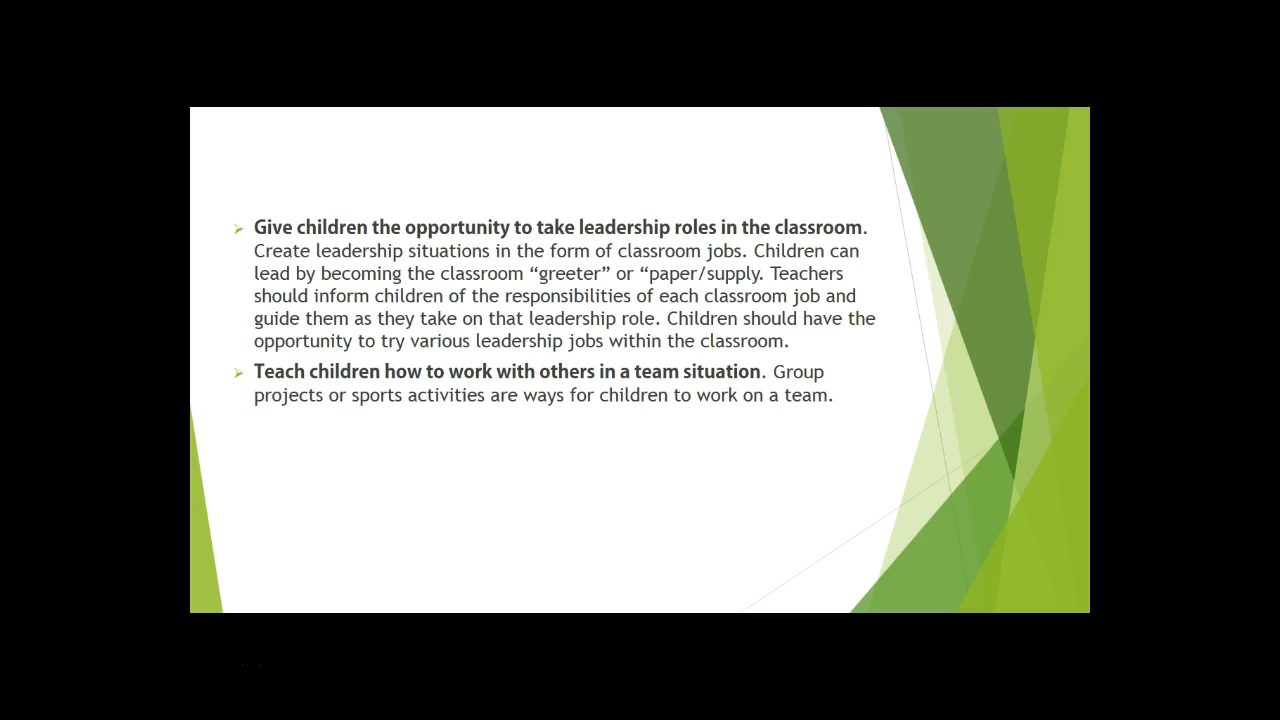 Give children the opportunity to take leadership roles in the classroom.
Create leadership situations in the form of classroom jobs. Children can
lead by becoming the classroom “greeter” or “paper/supply. Teachers
should inform children of the responsibilities of each classroom job and
guide them as they take on that leadership role. Children should have the
opportunity to try various leadership jobs within the classroom.
Teach children how to work with others in a team situation. Group
projects or sports activities are ways for children to work on a team.